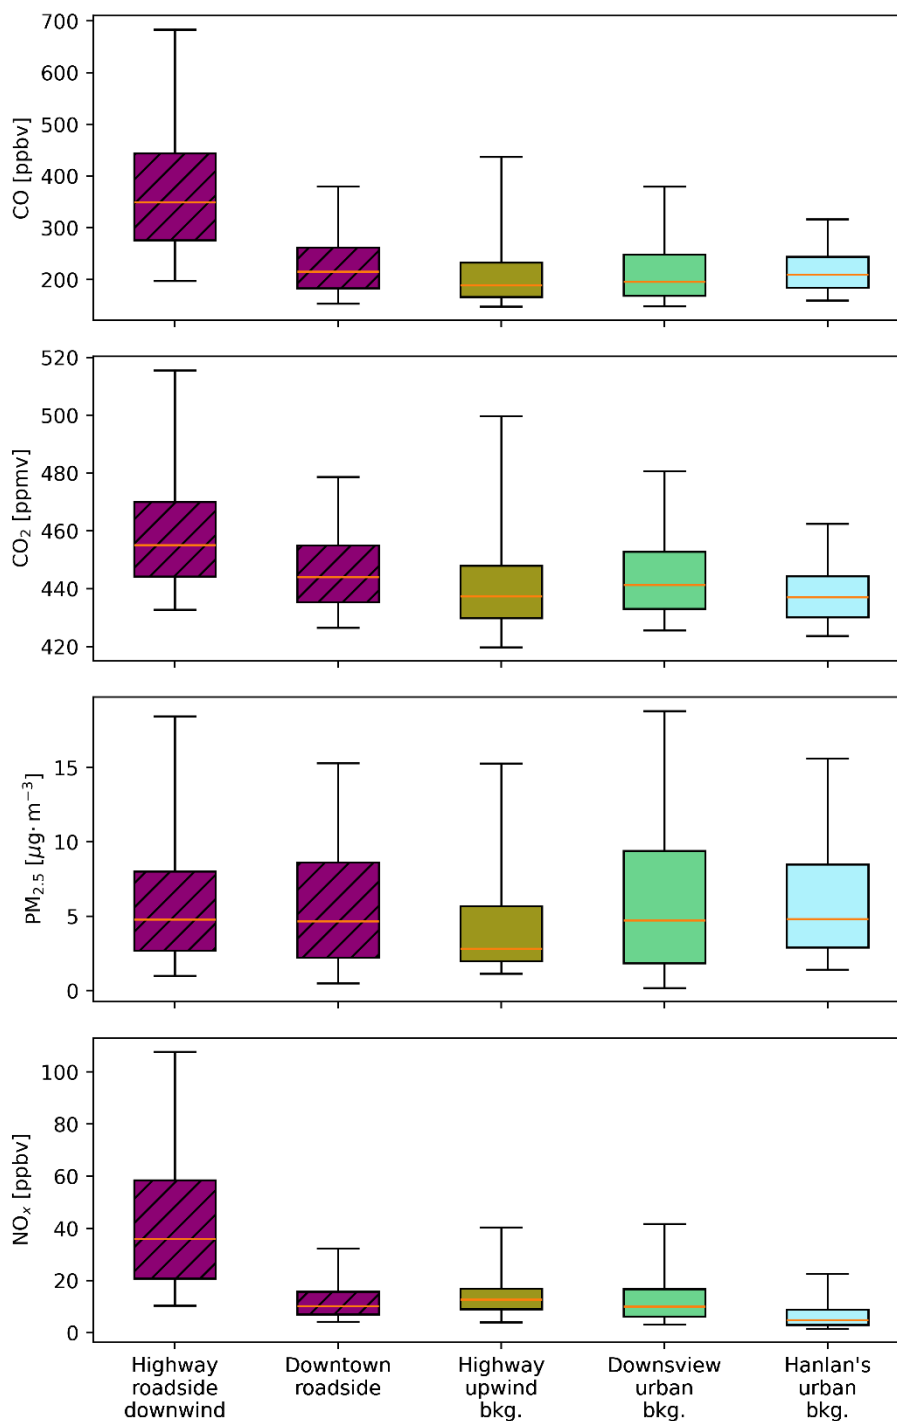 700
600
500
400
300
200
CO [ppbv]
520
500
480
460
440
420
CO₂ [ppmv]
15
10
5
0
PM₂.₅ [μg·m⁻³]
100
80
60
40
20
0
NOₓ [ppbv]
Highway
roadside
downwind
Downtown
roadside
Highway
upwind
bkg.
Downsview
urban
bkg.
Hanlan's
urban
bkg.